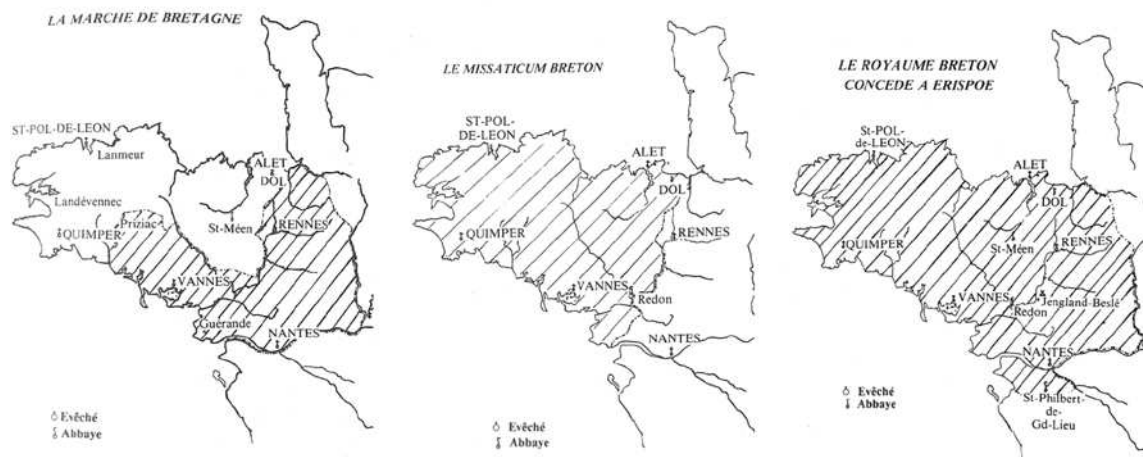 LA MARCHE DE BRETAGNE
ST-POL-DE-LEON
Lanmeur
ALET
DOL
Landévennec
Priziac
QUIMPER
St-Méen
RENNES
VANNES
Guérande
NANTES
Evêché
Abbaye
LE MISSATICUM BRETON
ST-POL-
DE-LEON
ALET
DOL
QUIMPER
RENNES
VANNES
Redon
NANTES
Evêché
Abbaye
LE ROYAUME BRETON
CONCEDE A ERISPOE
St-POL-
de-LEON
ALET
DOL
QUIMPER
St-Méen
RENNES
VANNES
Redon
Jengland-Beslé
NANTES
St-Philbert-
de-
Gd-Lieu
Evêché
Abbaye